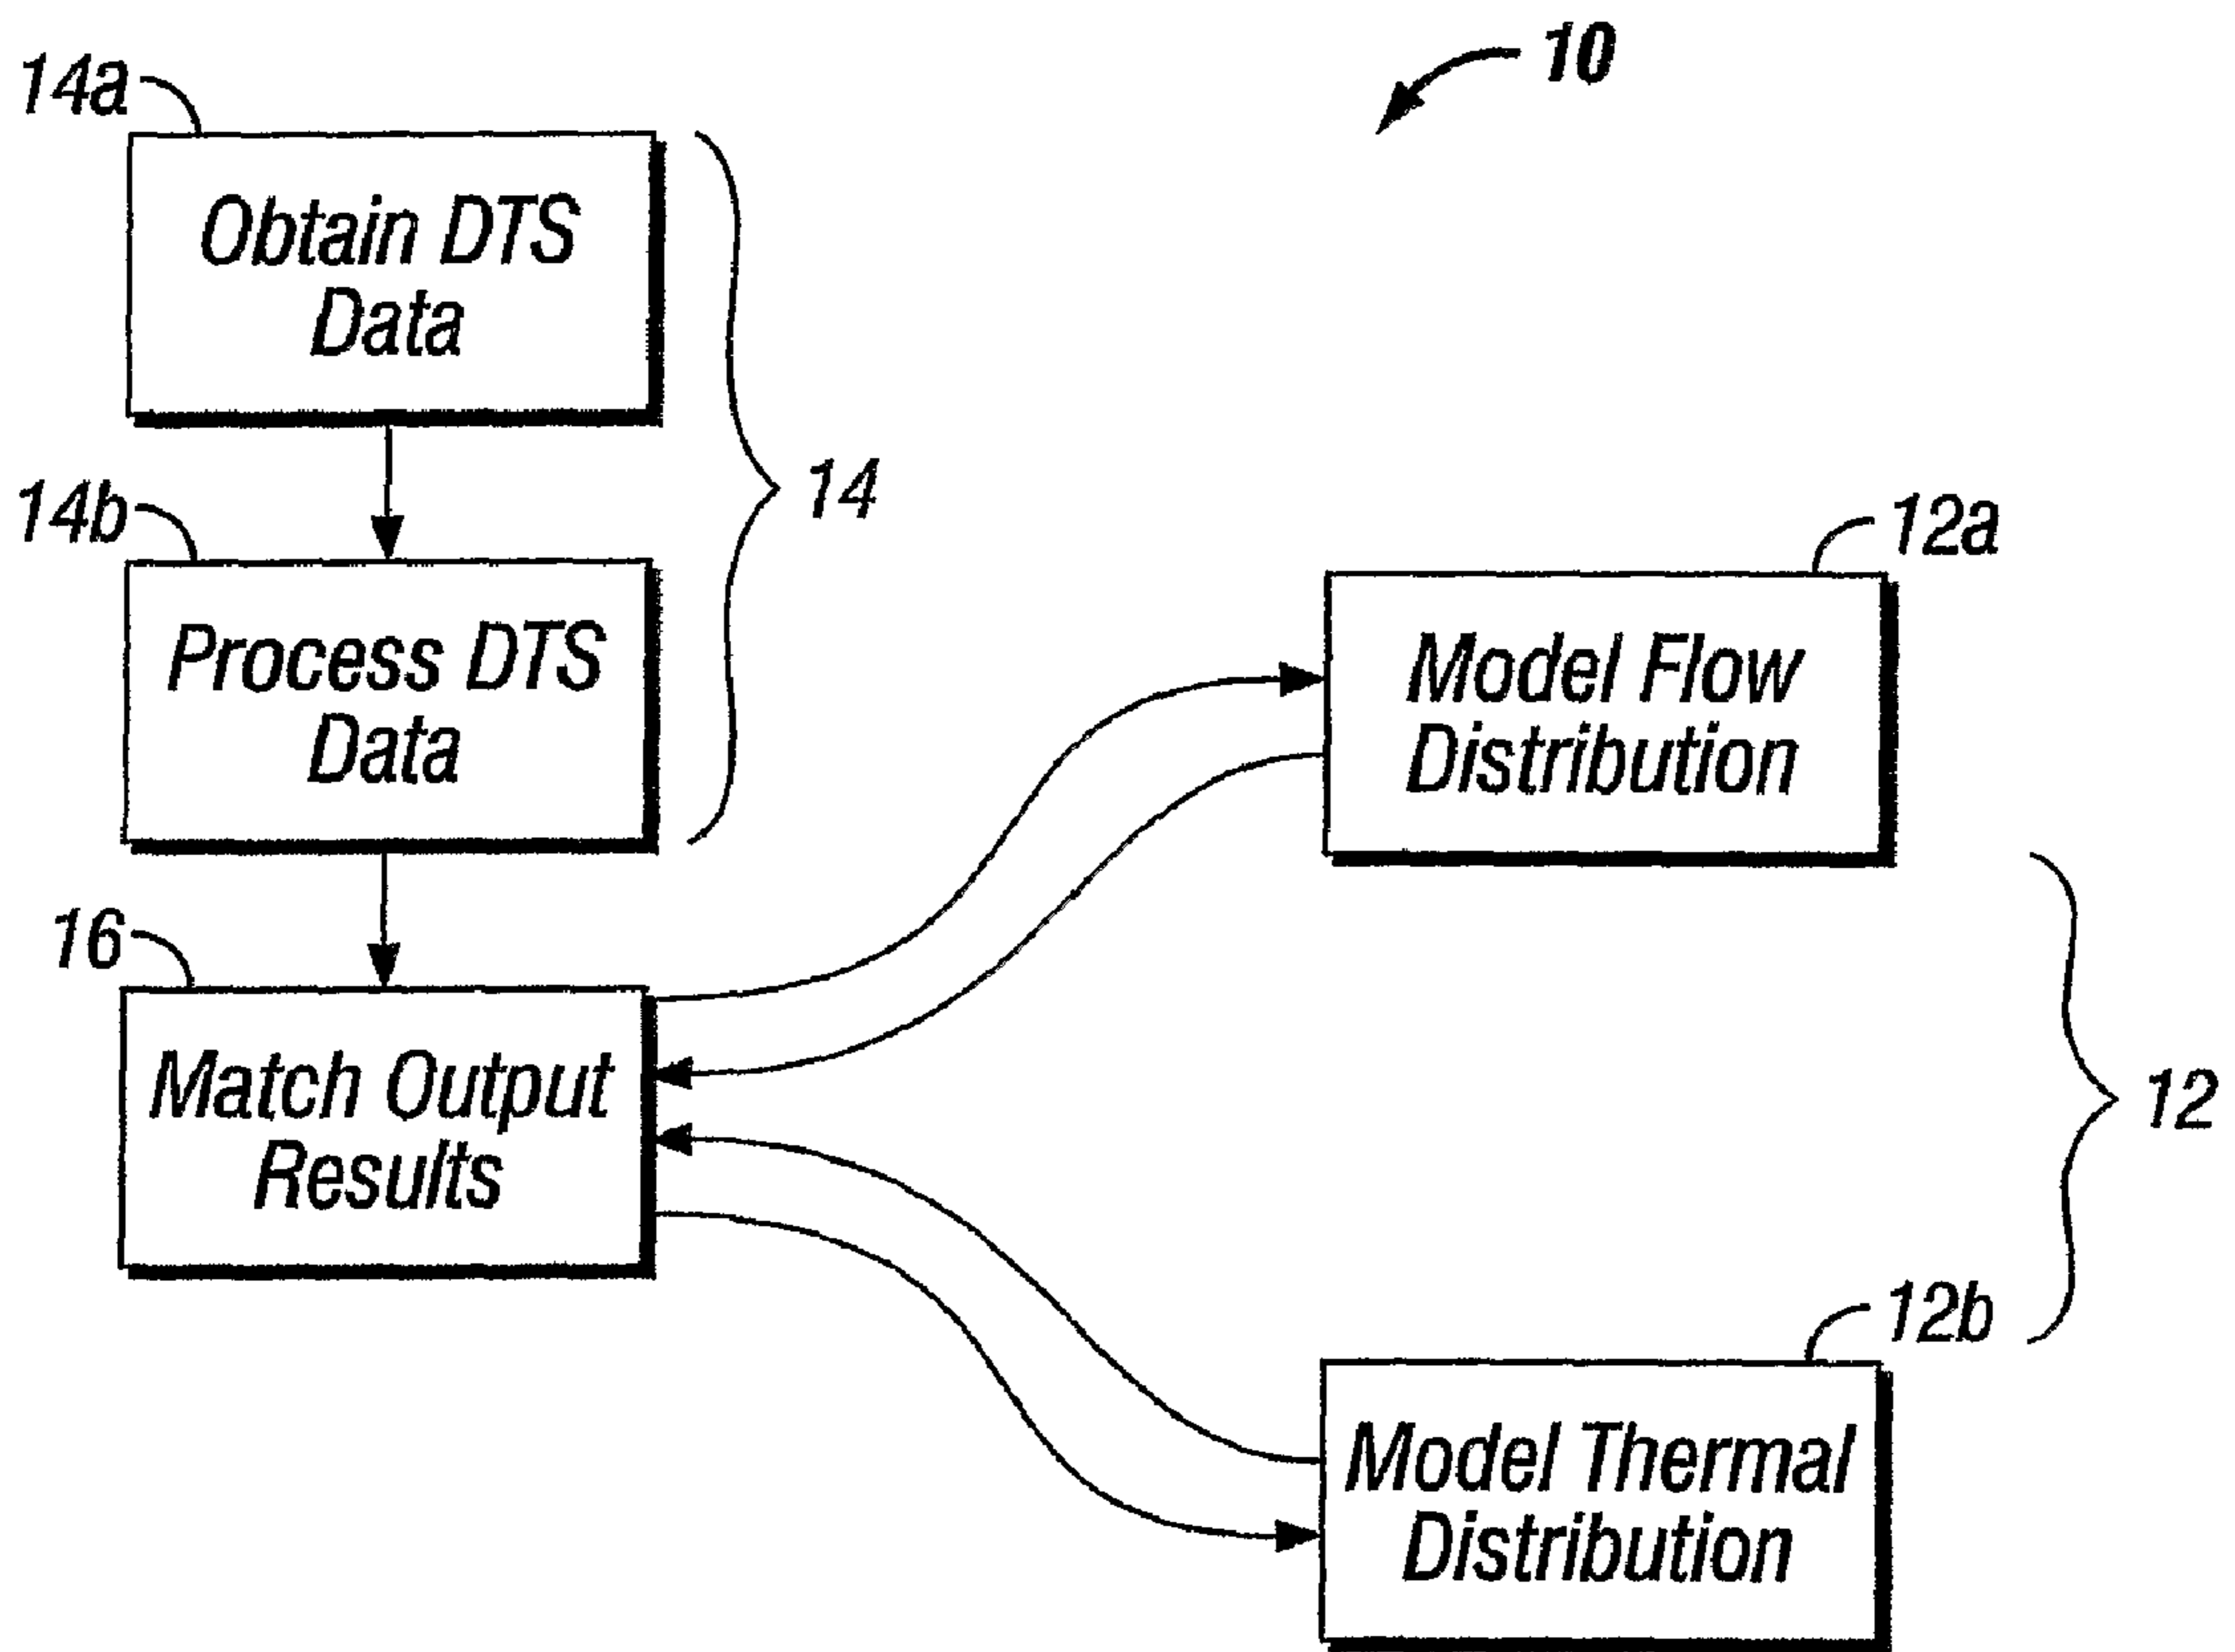 10
14a
Obtain DTS
Data
14
14b
Process DTS
Data
12a
Model Flow
Distribution
16
Match Output
Results
12
12b
Model Thermal
Distribution